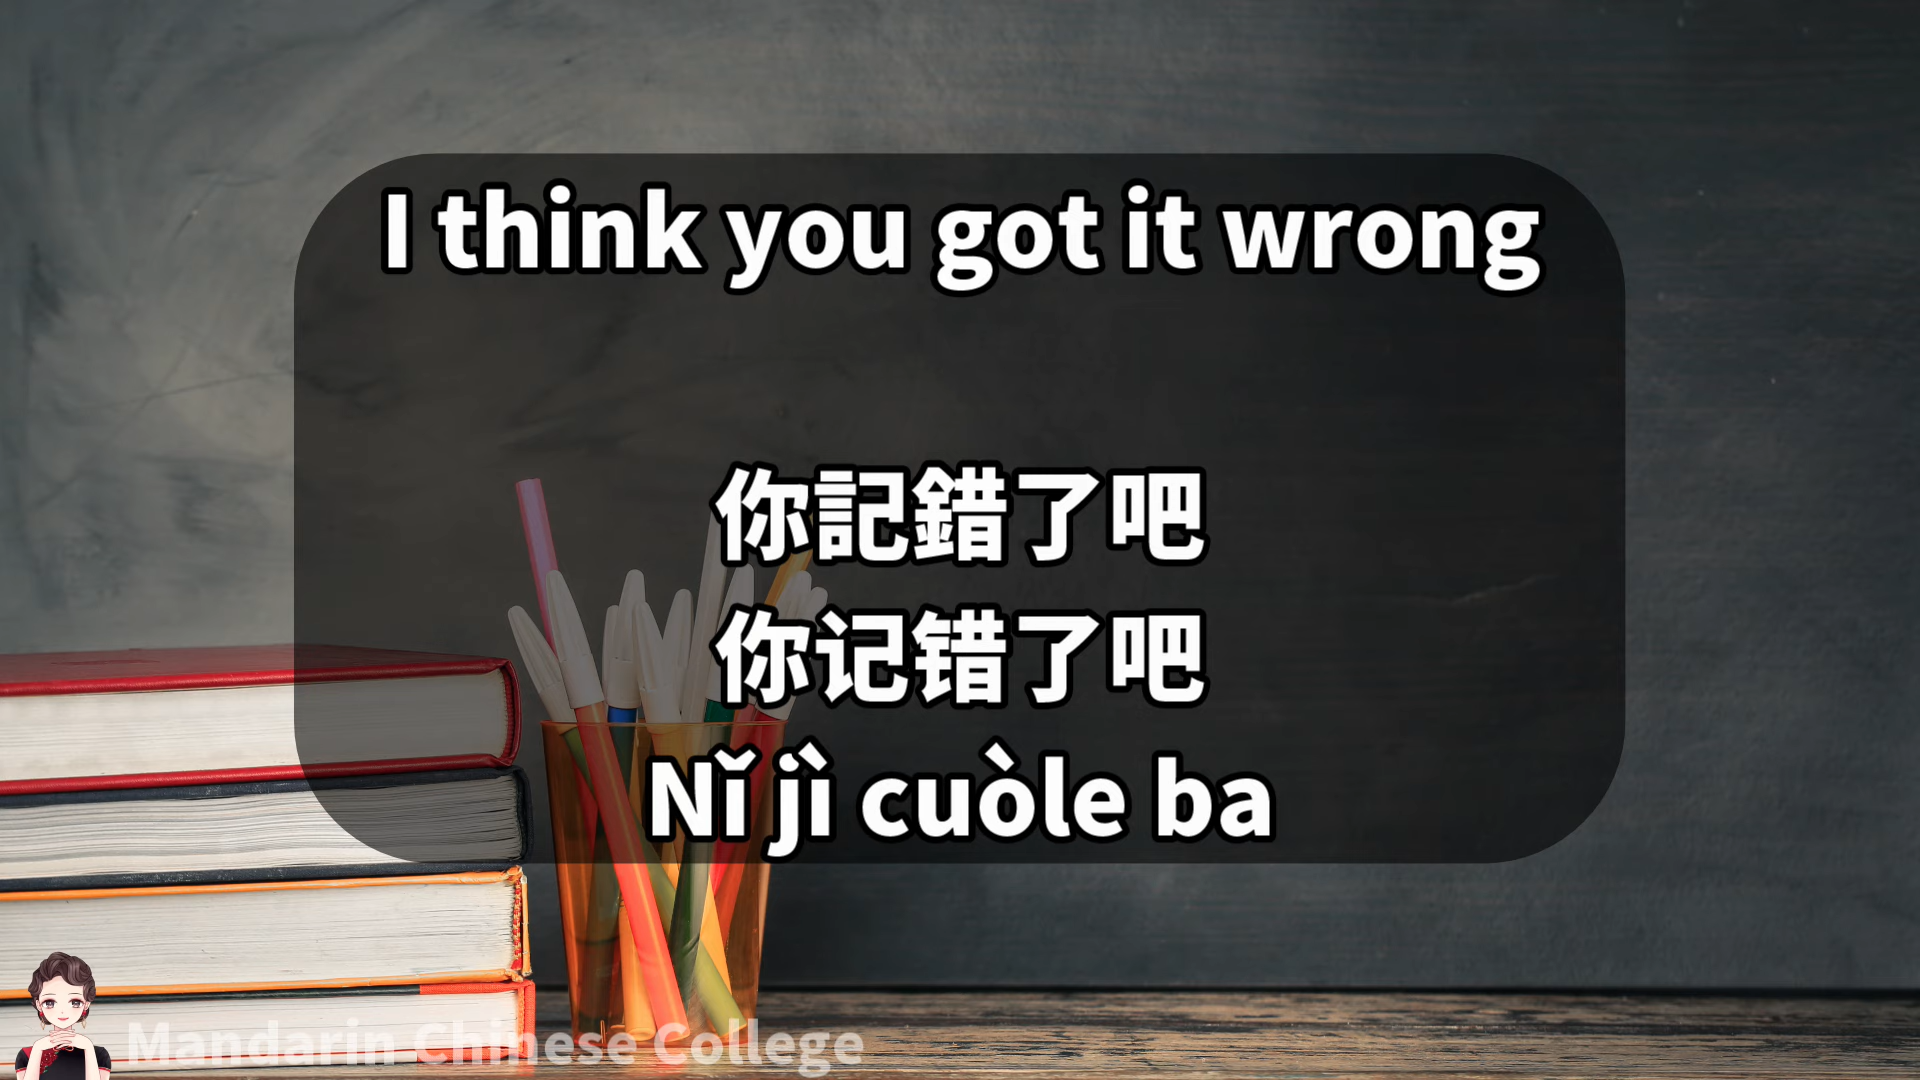 I think you got it wrong
你記錯了吧
你记错了吧
Nǐ jì cuòle ba
Mandarin Chinese College